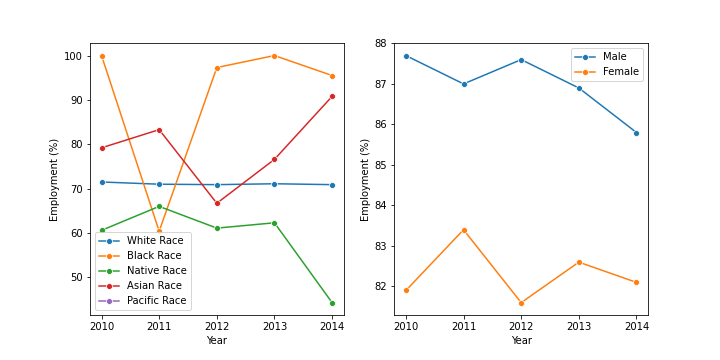 Employment (%)
100
90
80
70
60
50
2010
2011
2012
2013
2014
Year
White Race
Black Race
Native Race
Asian Race
Pacific Race
Employment (%)
88
87
86
85
84
83
82
2010
2011
2012
2013
2014
Year
Male
Female